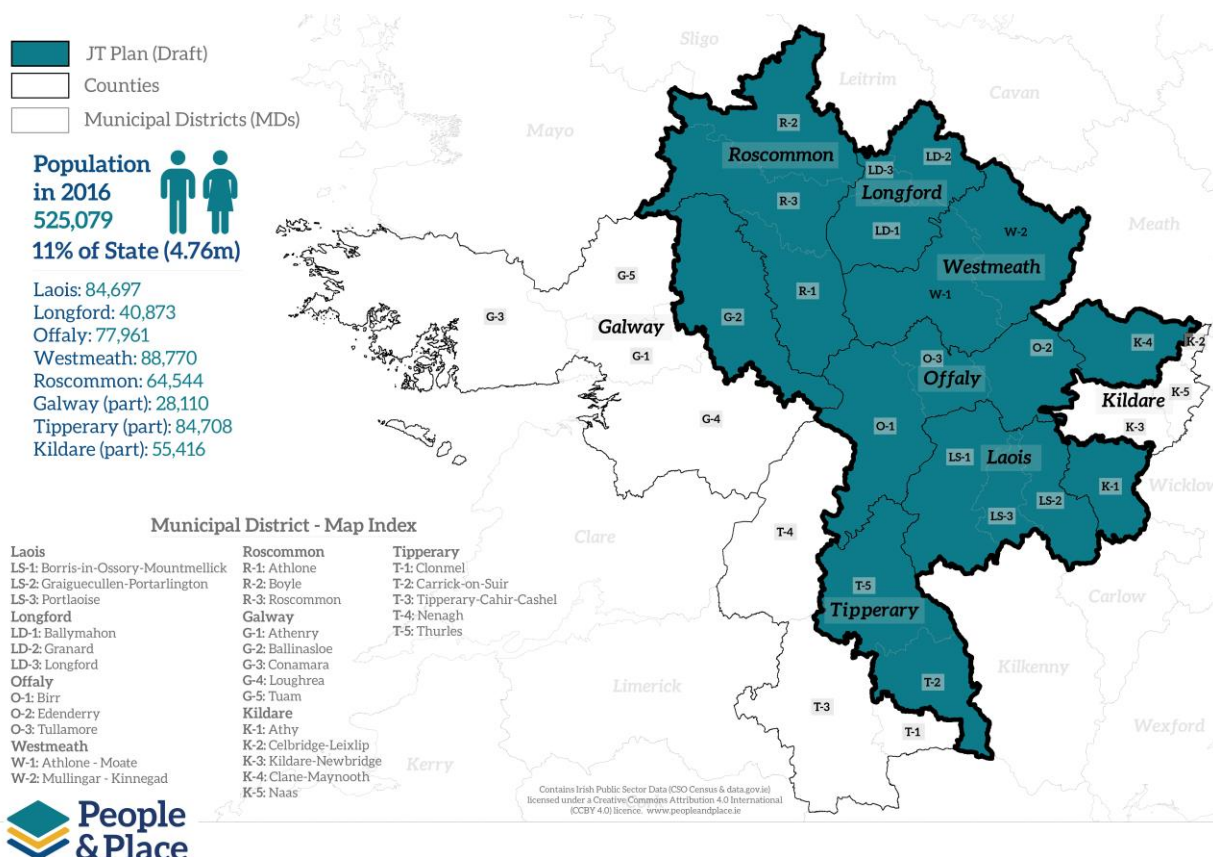 JT Plan (Draft)
Counties
Municipal Districts (MDs)
Population
in 2016
525,079
11% of State (4.76m)
Laois: 84,697
Longford: 40,873
Offaly: 77,961
Westmeath: 88,770
Roscommon: 64,544
Galway (part): 28,110
Tipperary (part): 84,708
Kildare (part): 55,416
Sligo
Leitrim
Cavan
Mayo
R-2
Roscommon
LD-2
LD-3
Longford
R-3
LD-1
W-2
Meath
Westmeath
G-5
R-1
W-1
G-3
Galway
G-2
G-1
O-3
O-2
K-4
K-2
Offaly
Kildare
K-5
K-3
G-4
O-1
LS-1
Laois
K-1
Wicklow
LS-2
LS-3
T-4
Clare
T-5
Tipperary
Carlow
Kilkenny
Limerick
T-2
T-3
T-1
Wexford
Kerry
Municipal District - Map Index
Laois
LS-1: Borris-in-Ossory-Mountmellick
LS-2: Graiguecullen-Portarlington
LS-3: Portlaoise
Longford
LD-1: Ballymahon
LD-2: Granard
LD-3: Longford
Offaly
O-1: Birr
O-2: Edenderry
O-3: Tullamore
Westmeath
W-1: Athlone - Moate
W-2: Mullingar - Kinnegad
Roscommon
R-1: Athlone
R-2: Boyle
R-3: Roscommon
Galway
G-1: Athenry
G-2: Ballinasloe
G-3: Conamara
G-4: Loughrea
G-5: Tuam
Kildare
K-1: Athy
K-2: Celbridge-Leixlip
K-3: Kildare-Newbridge
K-4: Clane-Maynooth
K-5: Naas
Tipperary
T-1: Clonmel
T-2: Carrick-on-Suir
T-3: Tipperary-Cahir-Cashel
T-4: Nenagh
T-5: Thurles
Contains Irish Public Sector Data (CSO Census & data.gov.ie)
licensed under a Creative Commons Attribution 4.0 International
(CCBY 4.0) licence. www.peopleandplace.ie
People
& Place